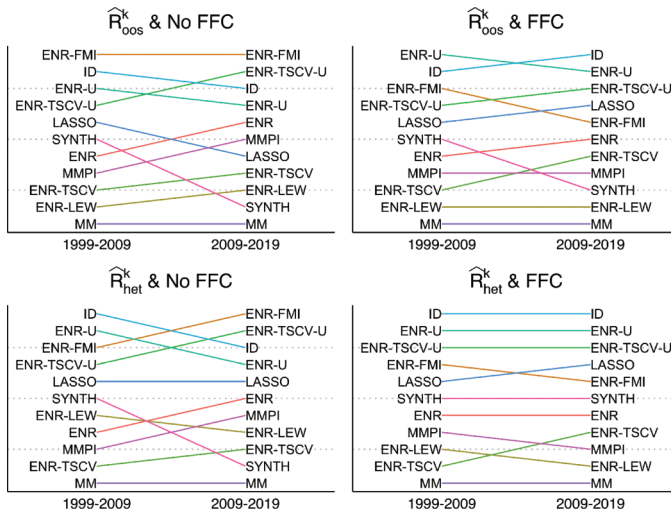 R̂ᵏoos & No FFC
ENR-FMI ENR-FMI
ID ENR-TSCV-U
ENR-U ID
ENR-TSCV-U ENR-U
LASSO ENR
SYNTH MMPI
ENR LASSO
MMPI ENR-TSCV
ENR-TSCV ENR-LEW
ENR-LEW SYNTH
MM MM
1999-2009 2009-2019
R̂ᵏoos & FFC
ENR-U ID
ID ENR-U
ENR-FMI ENR-TSCV-U
ENR-TSCV-U LASSO
LASSO ENR-FMI
SYNTH ENR
ENR ENR-TSCV
MMPI MMPI
ENR-TSCV SYNTH
ENR-LEW ENR-LEW
MM MM
1999-2009 2009-2019
R̂ᵏhet & No FFC
ID ENR-FMI
ENR-U ENR-TSCV-U
ENR-FMI ID
ENR-TSCV-U ENR-U
LASSO LASSO
SYNTH ENR
ENR-LEW MMPI
ENR ENR-LEW
MMPI ENR-TSCV
ENR-TSCV SYNTH
MM MM
1999-2009 2009-2019
R̂ᵏhet & FFC
ID ID
ENR-U ENR-U
ENR-TSCV-U ENR-TSCV-U
ENR-FMI LASSO
LASSO ENR-FMI
SYNTH SYNTH
ENR ENR
MMPI ENR-TSCV
ENR-LEW MMPI
ENR-TSCV ENR-LEW
MM MM
1999-2009 2009-2019